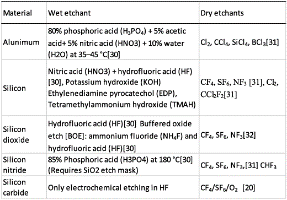 Material
Wet etchant
Dry etchants
Alumunum
80% phosphoric acid (H₃PO₄) + 5% acetic
acid+ 5% nitric acid (HNO3) + 10% water
(H2O) at 35–45 °C[30]
Cl₂, CCl₄, SiCl₄, BCl₃[31]
Silicon
Nitric acid (HNO3) + hydrofluoric acid (HF)
[30], Potassium hydroxide (KOH)
Ethylenediamine pyrocatechol (EDP),
Tetramethylammonium hydroxide (TMAH)
CF₄, SF₆, NF₃ [31], Cl₂,
CCl₂F₂[31]
Silicon
dioxide
Hydrofluoric acid (HF)[30] Buffered oxide
etch [BOE]: ammonium fluoride (NH₄F) and
hydrofluoric acid (HF)[30]
CF₄, SF₆, NF₃[32]
Silicon
nitride
85% Phosphoric acid (H3PO4) at 180 °C[30]
(Requires SiO2 etch mask)
CF₄, SF₆, NF₃,[31] CHF₃
Silicon
carbide
Only electrochemical etching in HF
CF₄/SF₆/O₂ [20]